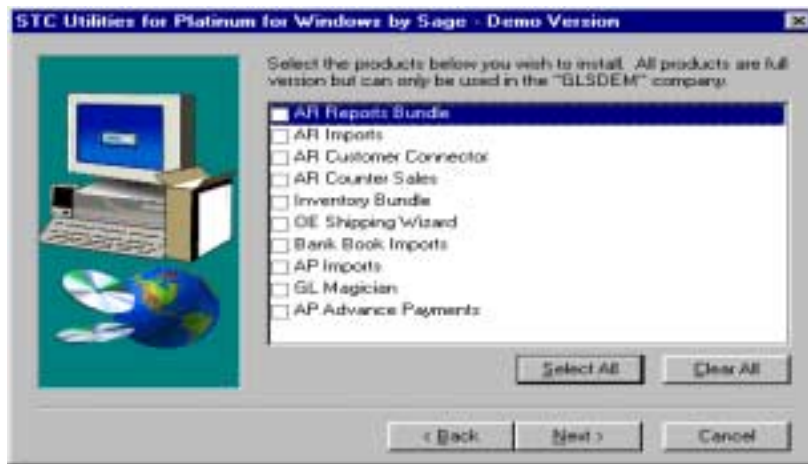 STC Utilities for Platinum for Windows by Sage - Demo Version
Select the products below you wish to install. All products are full
version but can only be used in the "GLSDEM" company.
AR Reports Bundle
AR Imports
AR Customer Connector
AR Counter Sales
Inventory Bundle
OE Shipping Wizard
Bank Book Imports
AP Imports
GL Magician
AP Advance Payments
Select All
Clear All
< Back
Next >
Cancel